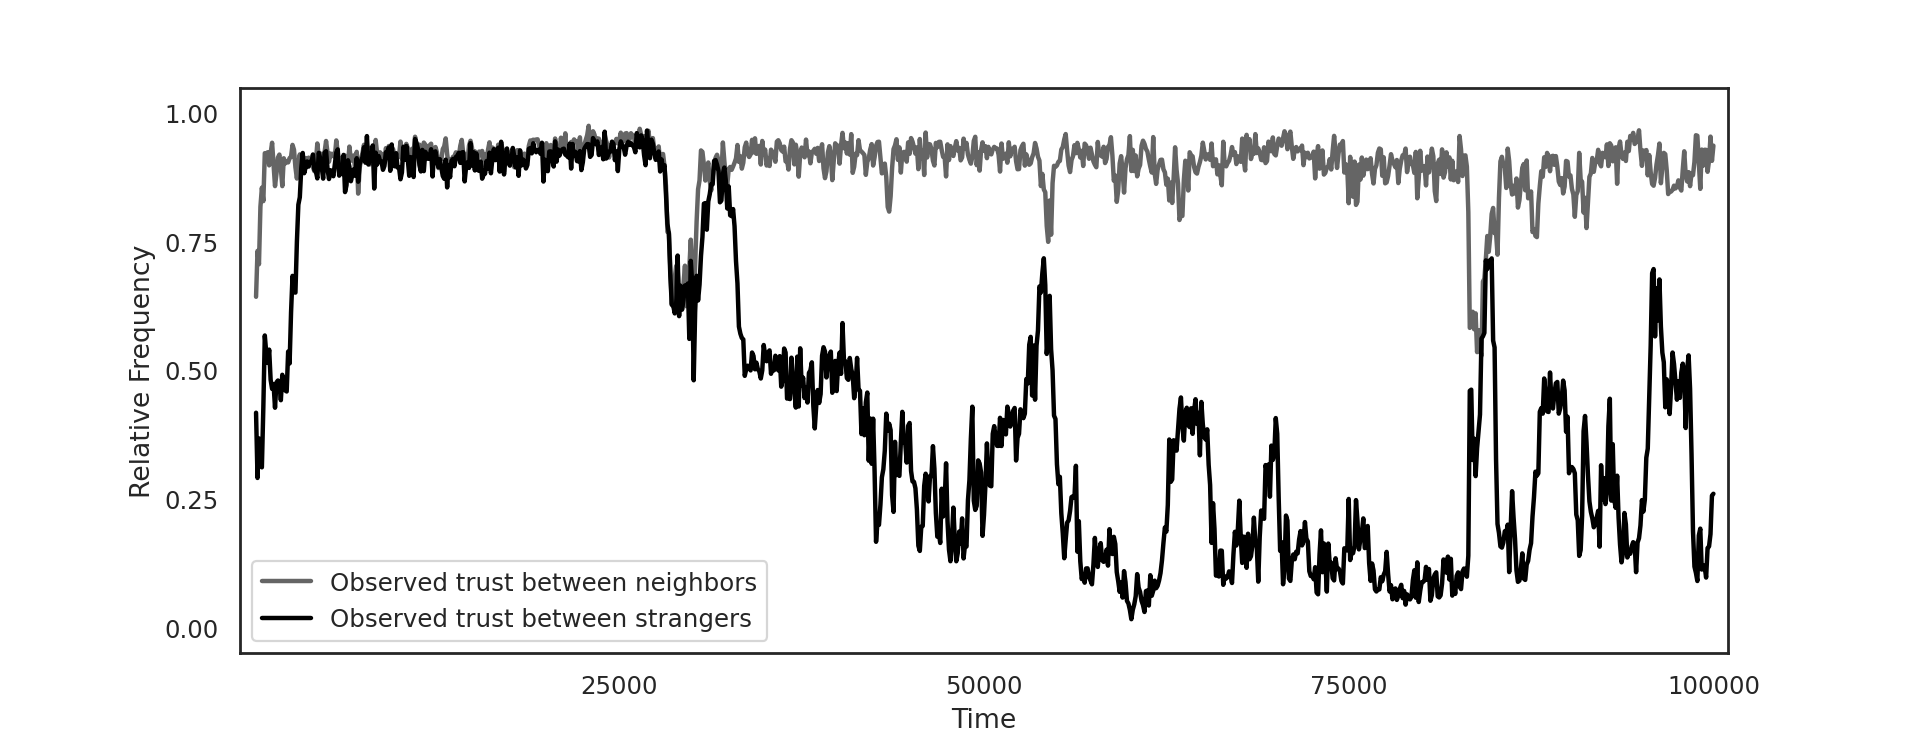 1.00
0.75
0.50
0.25
0.00
Relative Frequency
Observed trust between neighbors
Observed trust between strangers
25000 50000 75000 100000
Time